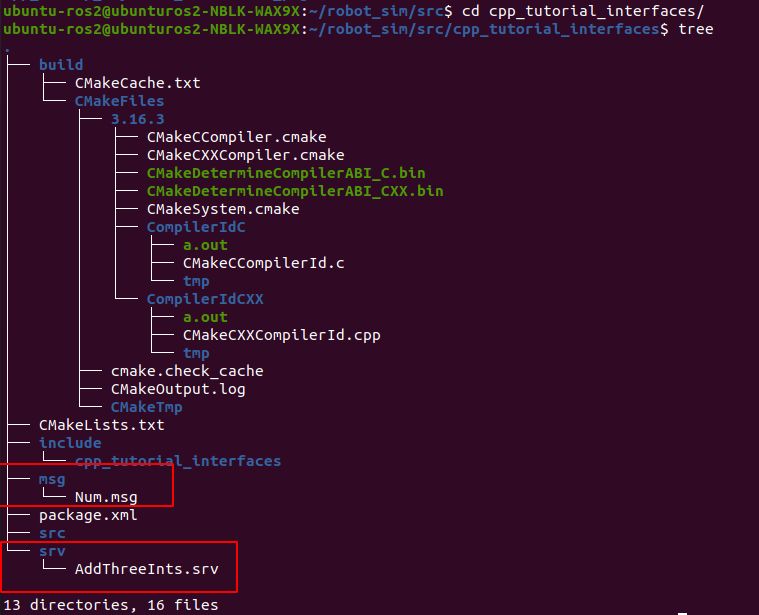 ubuntu-ros2@ubunturos2-NBLK-WAX9X:~/robot_sim/src$ cd cpp_tutorial_interfaces/
ubuntu-ros2@ubunturos2-NBLK-WAX9X:~/robot_sim/src/cpp_tutorial_interfaces$ tree
.
├── build
│   ├── CMakeCache.txt
│   └── CMakeFiles
│       ├── 3.16.3
│       │   ├── CMakeCCompiler.cmake
│       │   ├── CMakeCXXCompiler.cmake
│       │   ├── CMakeDetermineCompilerABI_C.bin
│       │   ├── CMakeDetermineCompilerABI_CXX.bin
│       │   ├── CMakeSystem.cmake
│       │   ├── CompilerIdC
│       │   │   ├── a.out
│       │   │   ├── CMakeCCompilerId.c
│       │   │   └── tmp
│       │   └── CompilerIdCXX
│       │       ├── a.out
│       │       ├── CMakeCXXCompilerId.cpp
│       │       └── tmp
│       ├── cmake.check_cache
│       ├── CMakeOutput.log
│       └── CMakeTmp
├── CMakeLists.txt
├── include
│   └── cpp_tutorial_interfaces
├── msg
│   └── Num.msg
├── package.xml
├── src
└── srv
    └── AddThreeInts.srv
13 directories, 16 files